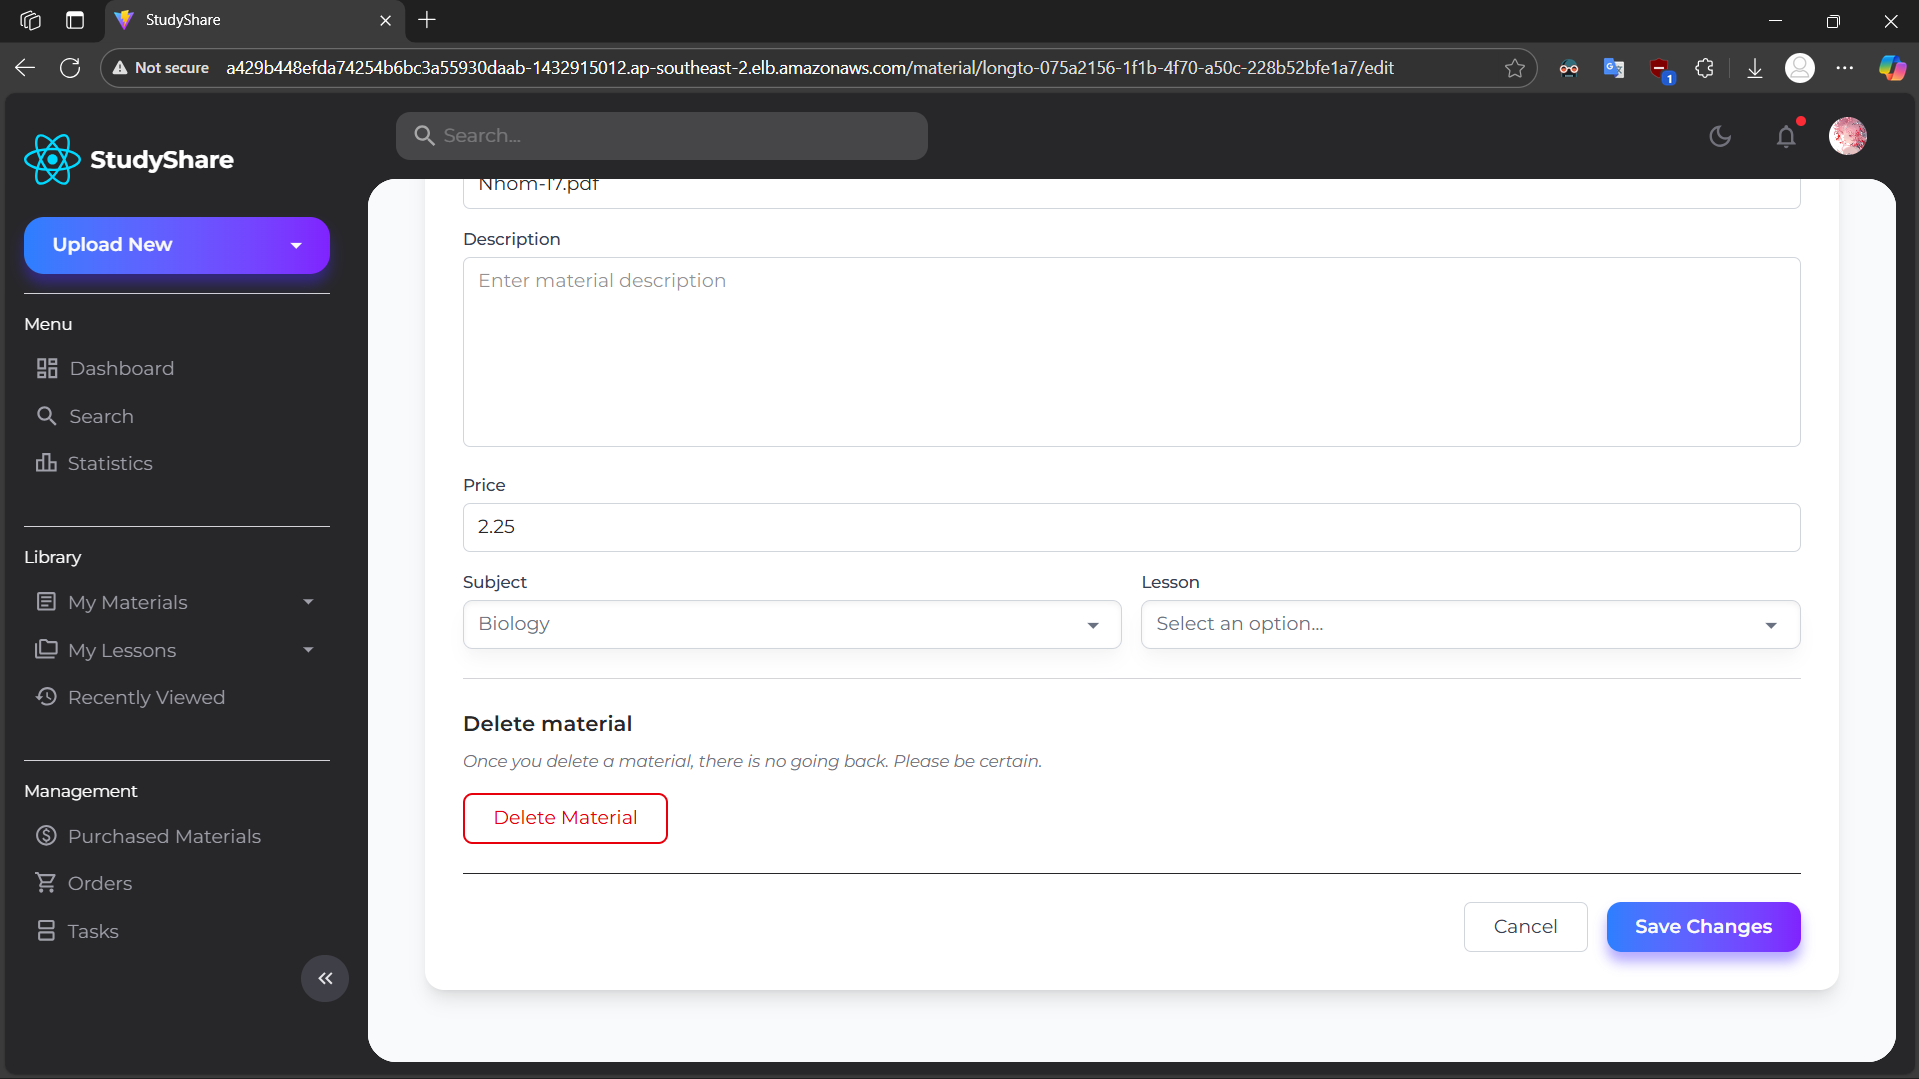 StudyShare
Not secure
a429b448efda74254b6bc3a55930daab-1432915012.ap-southeast-2.elb.amazonaws.com/material/longto-075a2156-1f1b-4f70-a50c-228b52bfe1a7/edit
1
StudyShare
Search...
Upload New
Menu
Dashboard
Search
Statistics
Library
My Materials
My Lessons
Recently Viewed
Management
Purchased Materials
Orders
Tasks
Nhom-17.pdf
Description
Enter material description
Price
2.25
Subject
Lesson
Biology
Select an option...
Delete material
Once you delete a material, there is no going back. Please be certain.
Delete Material
Cancel
Save Changes